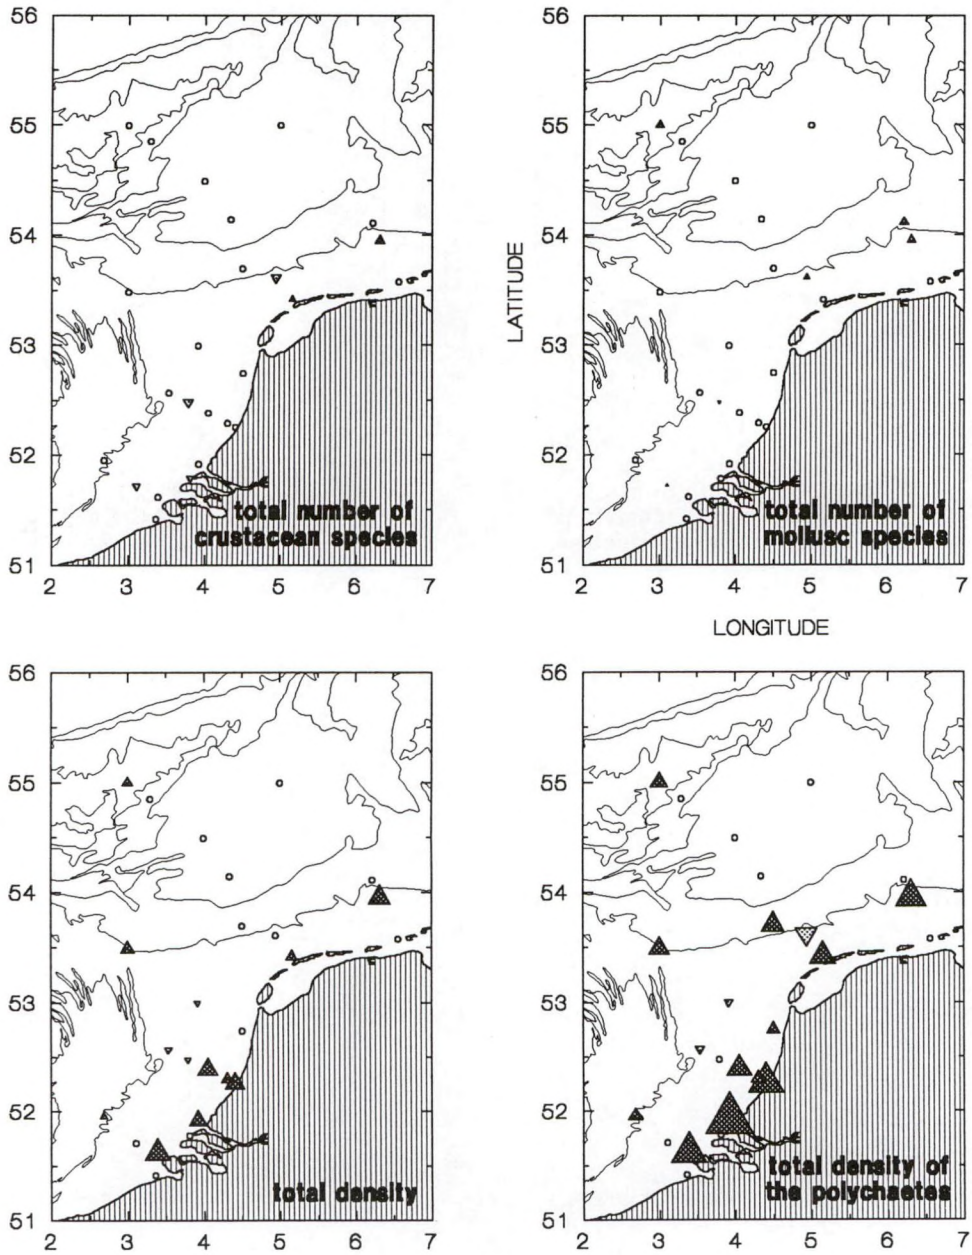 56
55
54
53
52
51
2 3 4 5 6 7
total number of
crustacean species
56
55
54
53
52
51
2 3 4 5 6 7
total number of
mollusc species
LATITUDE
LONGITUDE
56
55
54
53
52
51
2 3 4 5 6 7
total density
56
55
54
53
52
51
2 3 4 5 6 7
total density of
the polychaetes